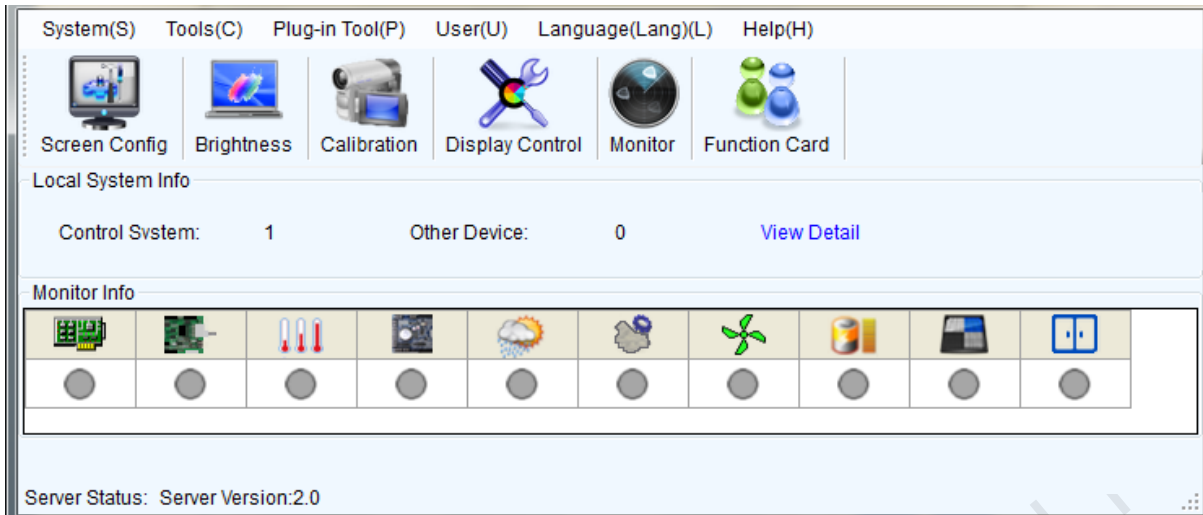 System(S) Tools(C) Plug-in Tool(P) User(U) Language(Lang)(L) Help(H)
Screen Config Brightness Calibration Display Control Monitor Function Card
Local System Info
Control System: 1 Other Device: 0 View Detail
Monitor Info
Server Status: Server Version:2.0